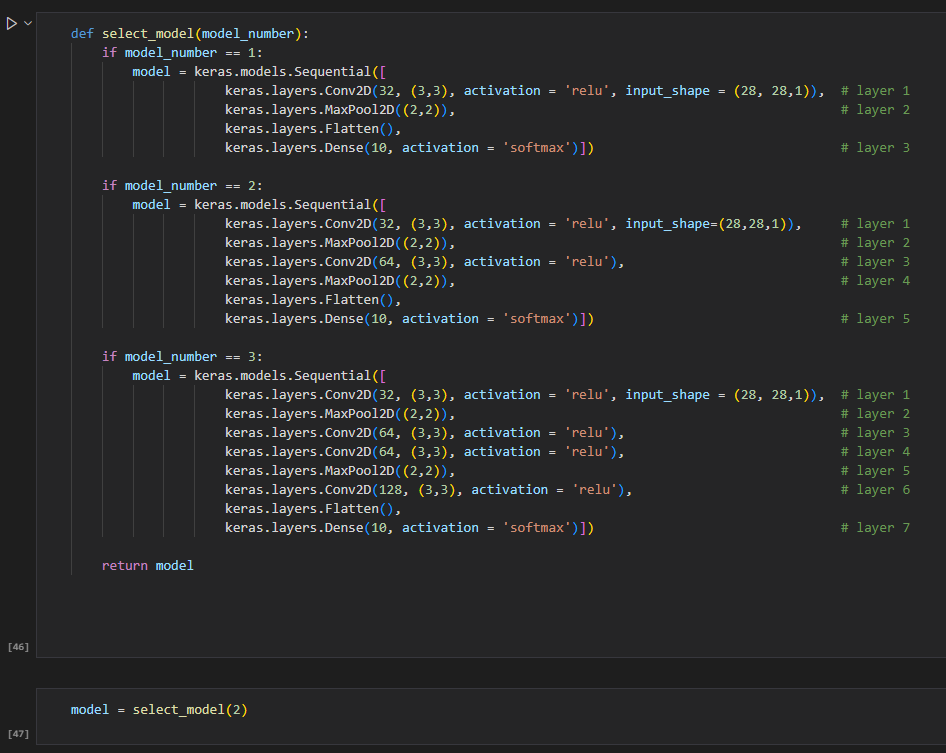 def select_model(model_number):
    if model_number == 1:
        model = keras.models.Sequential([
                    keras.layers.Conv2D(32, (3,3), activation = 'relu', input_shape = (28, 28,1)),  # layer 1
                    keras.layers.MaxPool2D((2,2)),                                                  # layer 2
                    keras.layers.Flatten(),
                    keras.layers.Dense(10, activation = 'softmax')])                                # layer 3

    if model_number == 2:
        model = keras.models.Sequential([
                    keras.layers.Conv2D(32, (3,3), activation = 'relu', input_shape=(28,28,1)),     # layer 1
                    keras.layers.MaxPool2D((2,2)),                                                  # layer 2
                    keras.layers.Conv2D(64, (3,3), activation = 'relu'),                            # layer 3
                    keras.layers.MaxPool2D((2,2)),                                                  # layer 4
                    keras.layers.Flatten(),
                    keras.layers.Dense(10, activation = 'softmax')])                                # layer 5

    if model_number == 3:
        model = keras.models.Sequential([
                    keras.layers.Conv2D(32, (3,3), activation = 'relu', input_shape = (28, 28,1)),  # layer 1
                    keras.layers.MaxPool2D((2,2)),                                                  # layer 2
                    keras.layers.Conv2D(64, (3,3), activation = 'relu'),                            # layer 3
                    keras.layers.Conv2D(64, (3,3), activation = 'relu'),                            # layer 4
                    keras.layers.MaxPool2D((2,2)),                                                  # layer 5
                    keras.layers.Conv2D(128, (3,3), activation = 'relu'),                           # layer 6
                    keras.layers.Flatten(),
                    keras.layers.Dense(10, activation = 'softmax')])                                # layer 7

    return model
[46]
model = select_model(2)
[47]